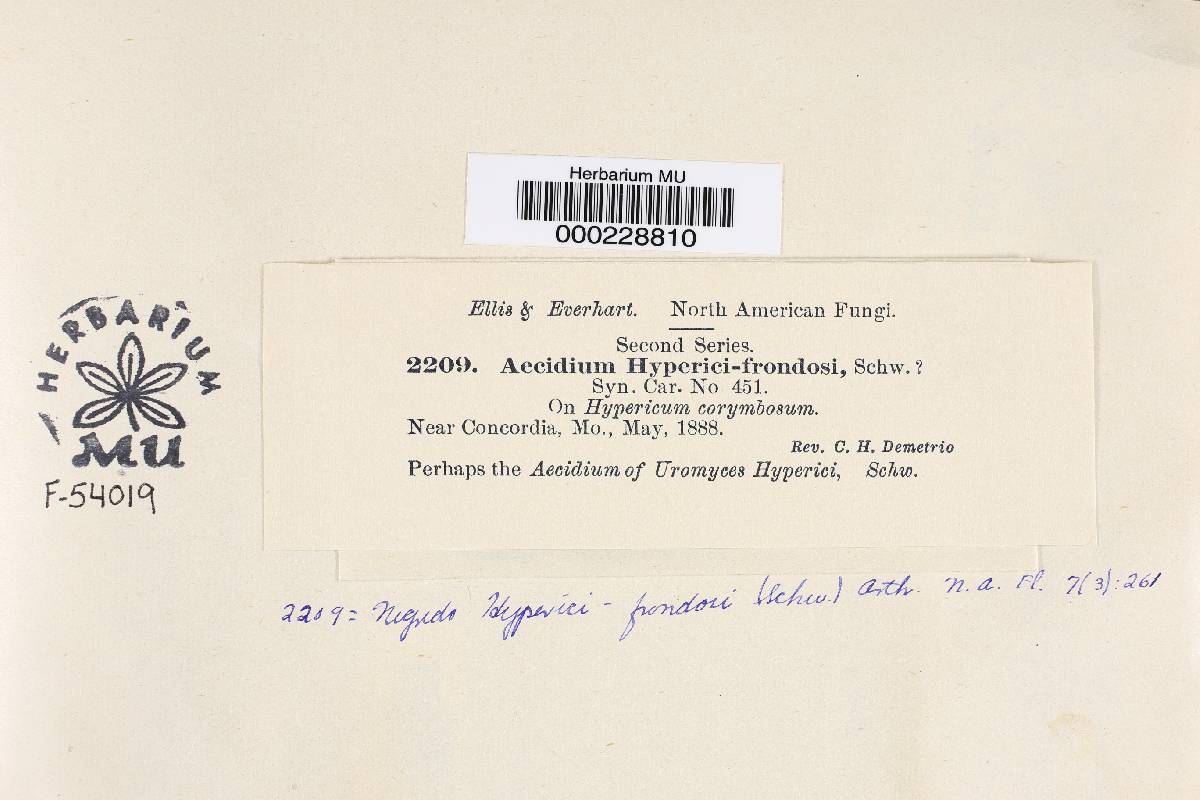 Herbarium MU
000228810
HERBARIUM
MU
F-54019
Ellis & Everhart. North American Fungi.
Second Series.
2209. Aecidium Hyperici-frondosi, Schw. ?
Syn. Car. No 451.
On Hypericum corymbosum.
Near Concordia, Mo., May, 1888.
Rev. C. H. Demetrio
Perhaps the Aecidium of Uromyces Hyperici, Schw.
2209 = Nigredo Hyperici-frondosi (Schw.) Arth. N. A. Fl. 7(3):261